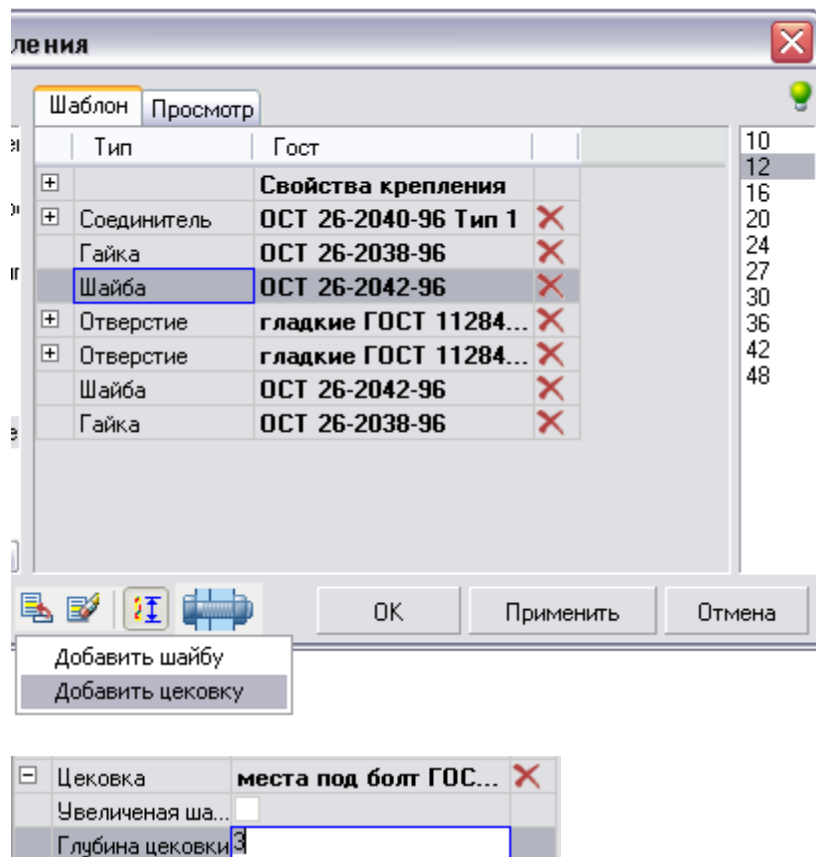 ления
Шаблон Просмотр
Тип Гост
Свойства крепления
Соединитель ОСТ 26-2040-96 Тип 1
Гайка ОСТ 26-2038-96
Шайба ОСТ 26-2042-96
Отверстие гладкие ГОСТ 11284...
Отверстие гладкие ГОСТ 11284...
Шайба ОСТ 26-2042-96
Гайка ОСТ 26-2038-96
10
12
16
20
24
27
30
36
42
48
OK Применить Отмена
Добавить шайбу
Добавить цековку
Цековка места под болт ГОС...
Увеличеная ша...
Глубина цековки 3